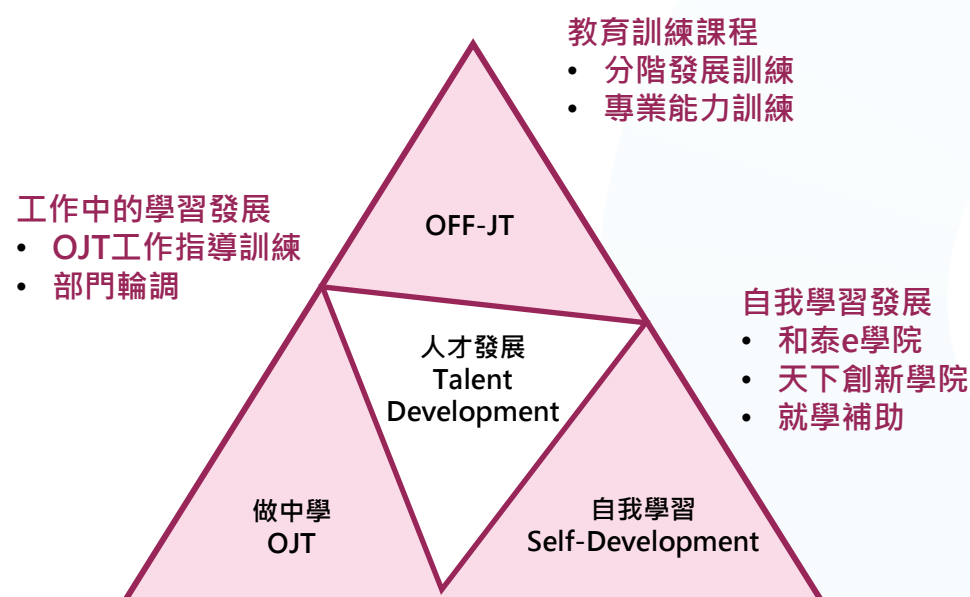 教育訓練課程
• 分階發展訓練
• 專業能力訓練
工作中的學習發展
• OJT工作指導訓練
• 部門輪調
OFF-JT
自我學習發展
• 和泰e學院
• 天下創新學院
• 就學補助
人才發展
Talent
Development
做中學
OJT
自我學習
Self-Development